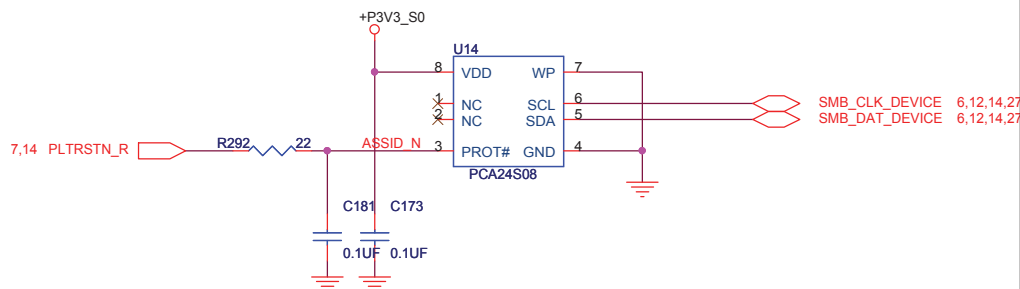 +P3V3_S0
U14
8 VDD WP 7
1 NC SCL 6 SMB_CLK_DEVICE 6,12,14,27
2 NC SDA 5 SMB_DAT_DEVICE 6,12,14,27
7,14 PLTRSTN_R R292 22 ASSID_N 3 PROT# GND 4
PCA24S08
C181 C173
0.1UF 0.1UF